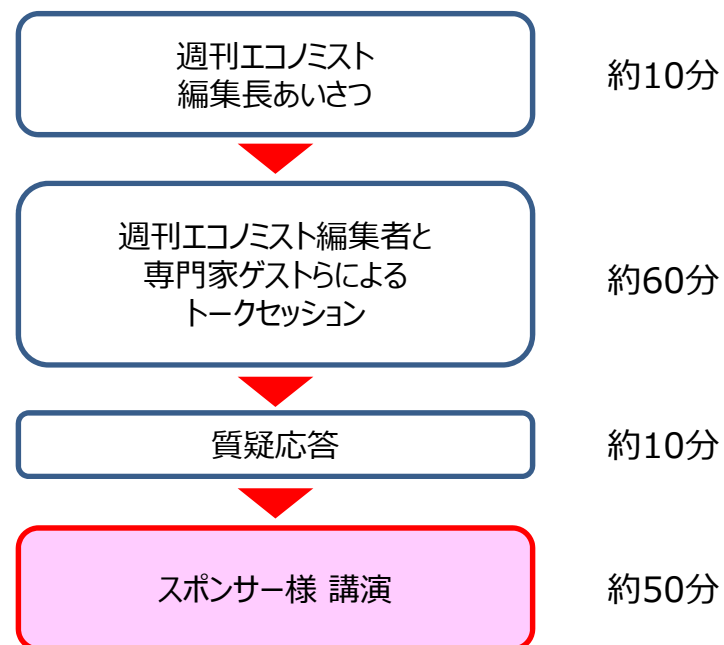 週刊エコノミスト
編集長あいさつ
約10分
週刊エコノミスト編集者と
専門家ゲストらによる
トークセッション
約60分
質疑応答
約10分
スポンサー様 講演
約50分